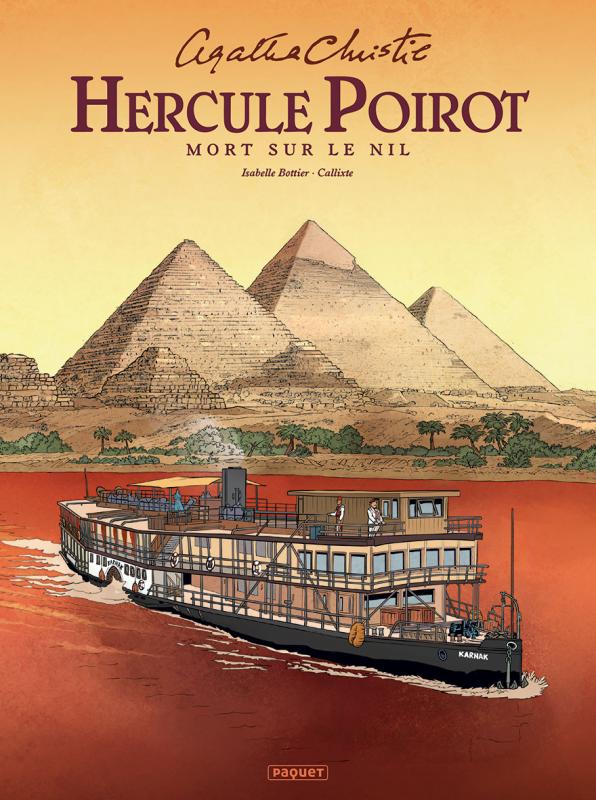 Agatha Christie
HERCULE POIROT
MORT SUR LE NIL
Isabelle Bottier · Callixte
KARNAK
PAQUET